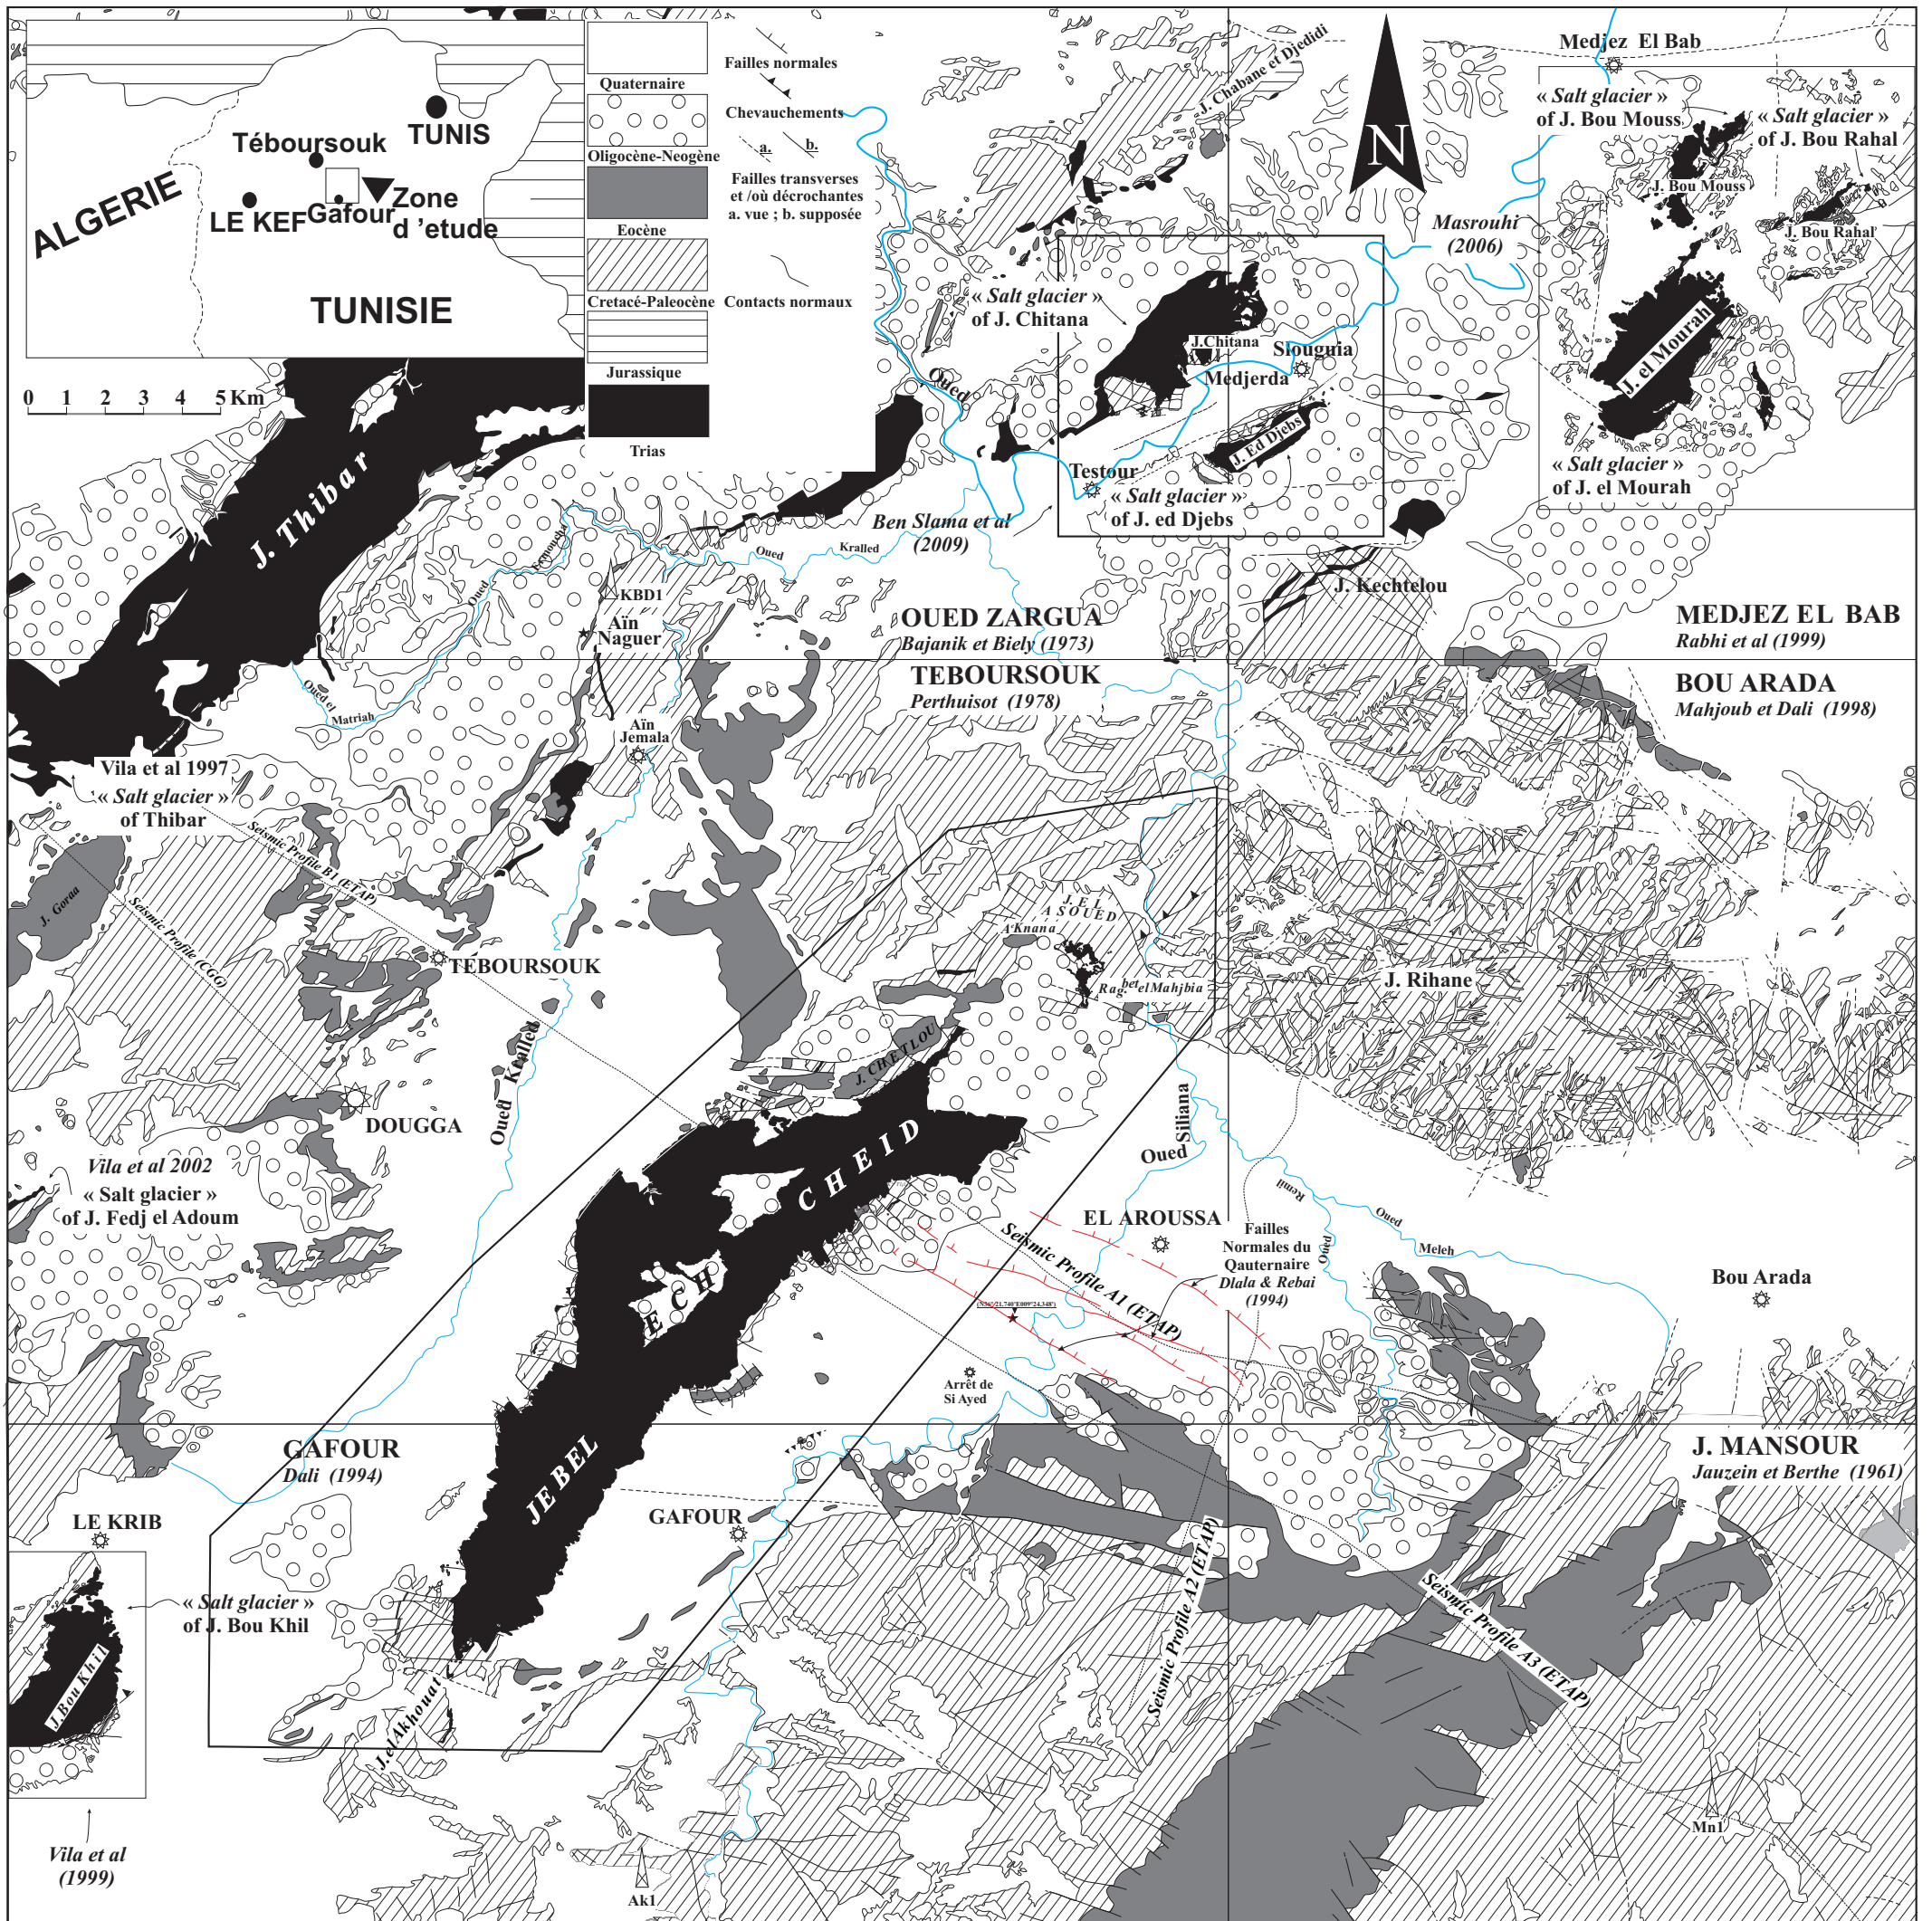 ALGERIE
Téboursouk
TUNIS
LE KEF
Gafour
Zone
d 'etude
TUNISIE
0 1 2 3 4 5 Km
Quaternaire
Oligocène-Neogène
Eocène
Cretacé-Paleocène
Jurassique
Trias
Failles normales
Chevauchements
a. b.
Failles transverses
et /où décrochantes
a. vue ; b. supposée
Contacts normaux
J. Chabane et Djedidi
N
Medjez El Bab
« Salt glacier »
of J. Bou Mouss
« Salt glacier »
of J. Bou Rahal
J. Bou Mouss
J. Bou Rahal
Masrouhi
(2006)
J. el Mourah
« Salt glacier »
of J. el Mourah
« Salt glacier »
of J. Chitana
J.Chitana
Slouguia
Oued
Medjerda
J. Ed Djebs
Testour
« Salt glacier »
of J. ed Djebs
Ben Slama et al
(2009)
J. Thibar
Oued
Oued
Kralled
KBD1
Aïn
Naguer
J. Kechtelou
OUED ZARGUA
Bajanik et Biely (1973)
MEDJEZ EL BAB
Rabhi et al (1999)
TEBOURSOUK
Perthuisot (1978)
BOU ARADA
Mahjoub et Dali (1998)
Oued el
Matriah
Aïn
Jemala
Vila et al 1997
« Salt glacier »
of Thibar
Seismic Profile B1 (ETAP)
J. Goraa
Seismic Profile (CGG)
TEBOURSOUK
J. E L
A SOUED
A Knana
Rag.bet el Mahjbia
J. Rihane
Oued Kralled
J. CHETLOU
DOUGGA
Vila et al 2002
« Salt glacier »
of J. Fedj el Adoum
JEBEL ECH CHEID
Oued Siliana
EL AROUSSA
Seismic Profile A1 (ETAP)
Failles
Normales du
Qauternaire
Dlala & Rebai
(1994)
Oued
Remil
Oued
Meleh
Bou Arada
Arrêt de
Si Ayed
GAFOUR
Dali (1994)
J. MANSOUR
Jauzein et Berthe (1961)
LE KRIB
GAFOUR
« Salt glacier »
of J. Bou Khil
J.Bou Khil
Seismic Profile A2 (ETAP)
Seismic Profile A3 (ETAP)
J.el Akhouat
Vila et al
(1999)
Ak1
Mn1